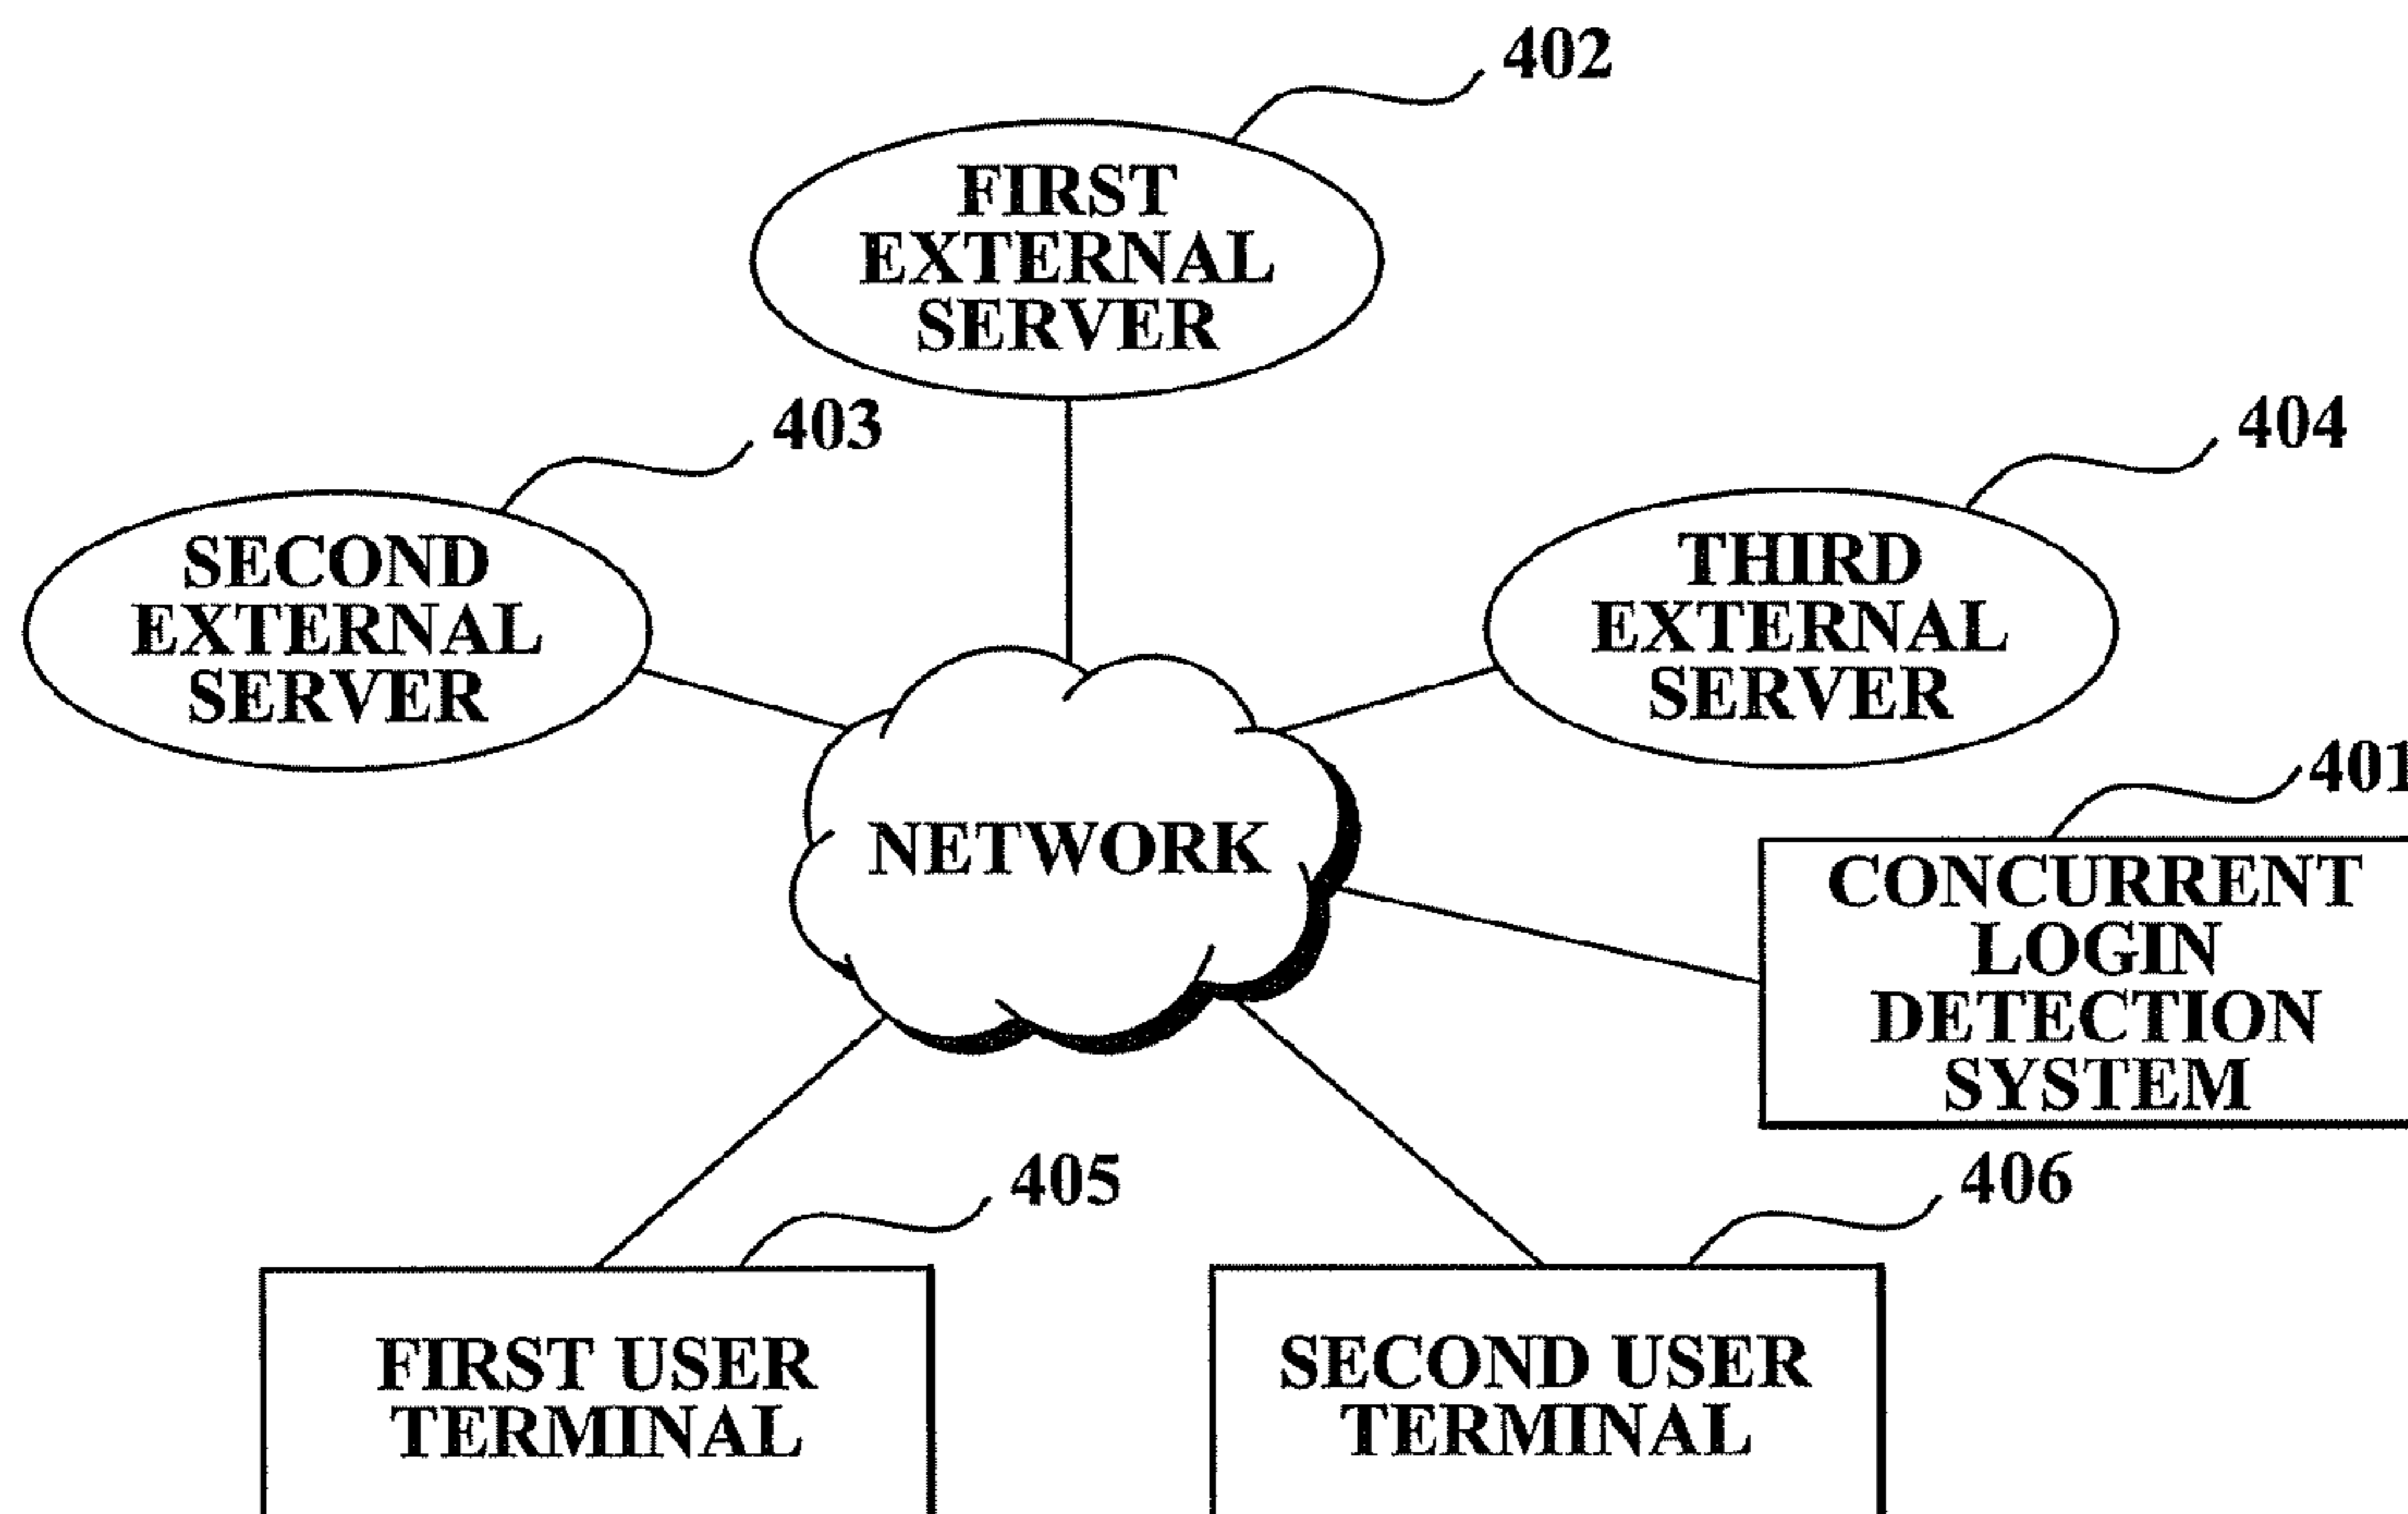 402
FIRST
EXTERNAL
SERVER
403
404
SECOND
EXTERNAL
SERVER
THIRD
EXTERNAL
SERVER
401
NETWORK
CONCURRENT
LOGIN
DETECTION
SYSTEM
405
406
FIRST USER
TERMINAL
SECOND USER
TERMINAL